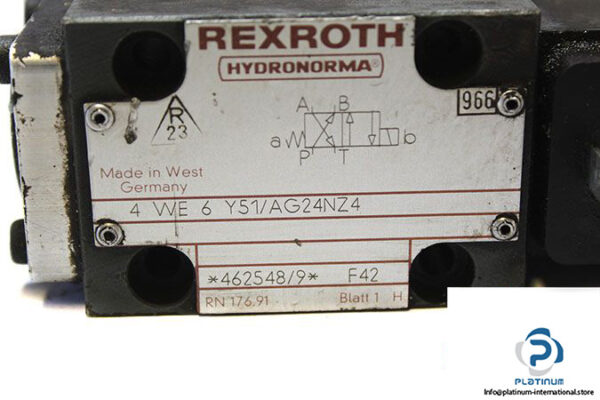 REXROTH
HYDRONORMA®
R
23
A B
966
a b
P T
Made in West
Germany
4 WE 6 Y51/AG24NZ4
*462548/9* F42
RN 176.91 Blatt 1 H
PLATINUM
Info@platinum-international.store